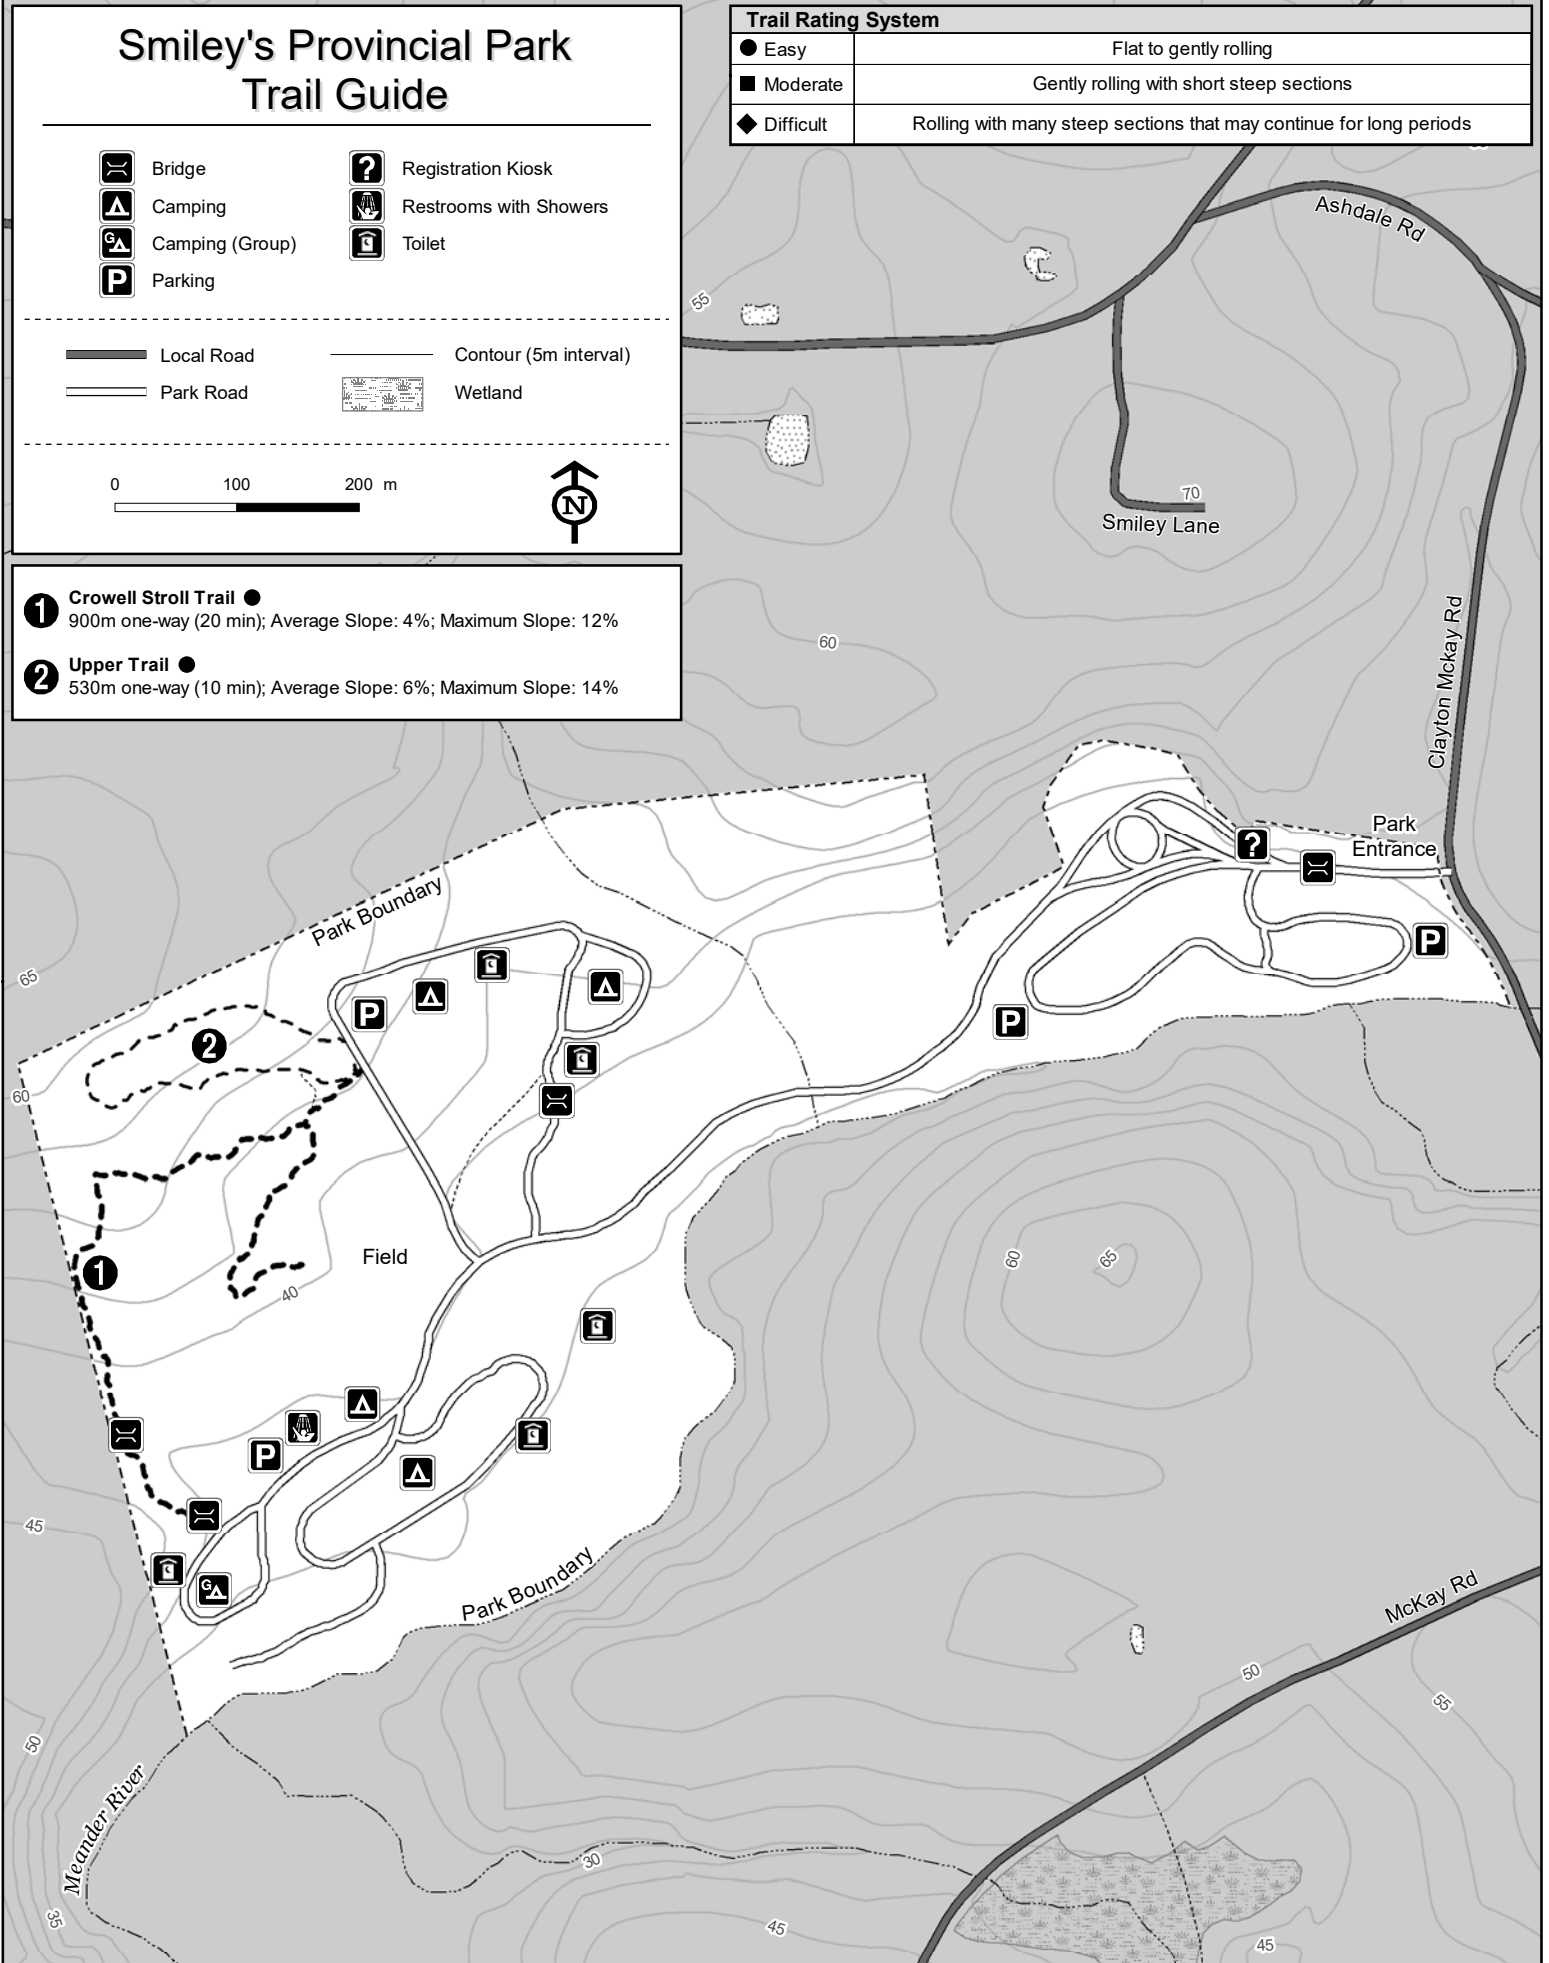 Smiley's Provincial Park
Trail Guide
Bridge
Camping
Camping (Group)
Parking
Registration Kiosk
Restrooms with Showers
Toilet
Local Road
Park Road
Contour (5m interval)
Wetland
0 100 200 m
N
1 Crowell Stroll Trail
900m one-way (20 min); Average Slope: 4%; Maximum Slope: 12%
2 Upper Trail
530m one-way (10 min); Average Slope: 6%; Maximum Slope: 14%
Trail Rating System
Easy Flat to gently rolling
Moderate Gently rolling with short steep sections
Difficult Rolling with many steep sections that may continue for long periods
Ashdale Rd
55
70
Smiley Lane
60
Clayton Mckay Rd
Park
Entrance
?
P
P
Park Boundary
65
P
2
60
1
Field
40
60
65
P
G
45
Park Boundary
McKay Rd
50
55
50
Meander River
30
35
45
45